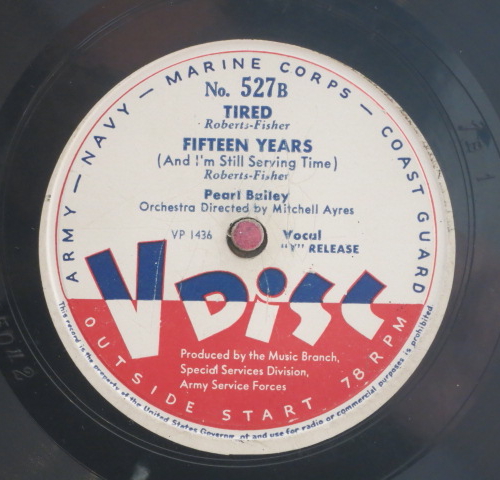 ARMY — NAVY — MARINE CORPS — COAST GUARD
No. 527B
TIRED
Roberts-Fisher
FIFTEEN YEARS
(And I'm Still Serving Time)
Roberts-Fisher
Pearl Bailey
Orchestra Directed by Mitchell Ayres
VP 1436
Vocal
"Y" RELEASE
V DISC
Produced by the Music Branch,
Special Services Division,
Army Service Forces
OUTSIDE START 78 RPM
This record is the property of the United States Government and use for radio or commercial purposes is prohibited